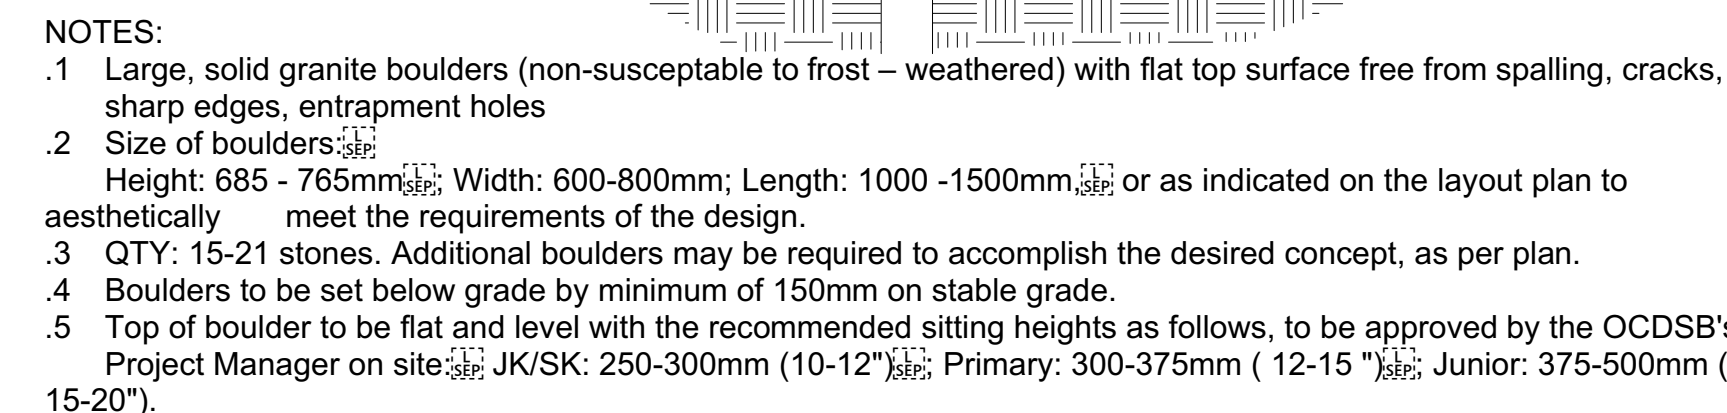 NOTES:
.1 Large, solid granite boulders (non-susceptable to frost – weathered) with flat top surface free from spalling, cracks,
sharp edges, entrapment holes
.2 Size of boulders:
Height: 685 - 765mm; Width: 600-800mm; Length: 1000 -1500mm, or as indicated on the layout plan to
aesthetically meet the requirements of the design.
.3 QTY: 15-21 stones. Additional boulders may be required to accomplish the desired concept, as per plan.
.4 Boulders to be set below grade by minimum of 150mm on stable grade.
.5 Top of boulder to be flat and level with the recommended sitting heights as follows, to be approved by the OCDSB's
Project Manager on site: JK/SK: 250-300mm (10-12"); Primary: 300-375mm ( 12-15 "); Junior: 375-500mm (
15-20").